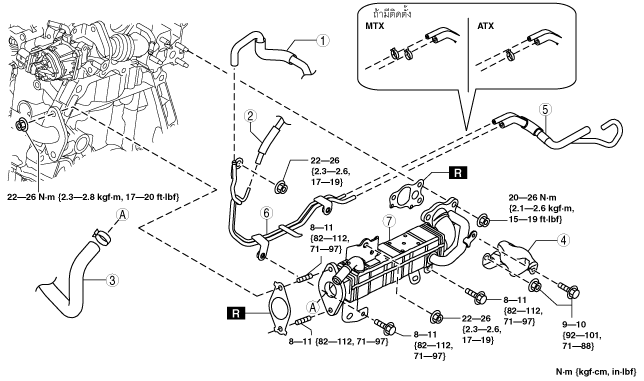 ถ้ามีติดตั้ง
MTX
ATX
1
2
5
22—26
{2.3—2.6,
17—19}
R
22—26 N·m {2.3—2.8 kgf·m, 17—20 ft·lbf}
20—26 N·m
{2.1—2.6 kgf·m,
15—19 ft·lbf}
A
6
8—11
{82—112,
71—97}
7
4
3
A
R
8—11
{82—112,
71—97}
22—26
{2.3—2.6,
17—19}
9—10
{92—101,
71—88}
8—11 {82—112, 71—97}
8—11
{82—112,
71—97}
N·m {kgf·cm, in·lbf}